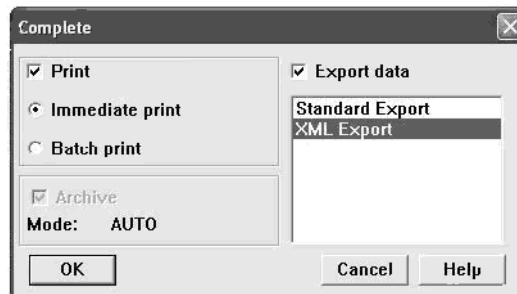 Complete
Print
Immediate print
Batch print
Archive
Mode: AUTO
Export data
Standard Export
XML Export
OK
Cancel
Help